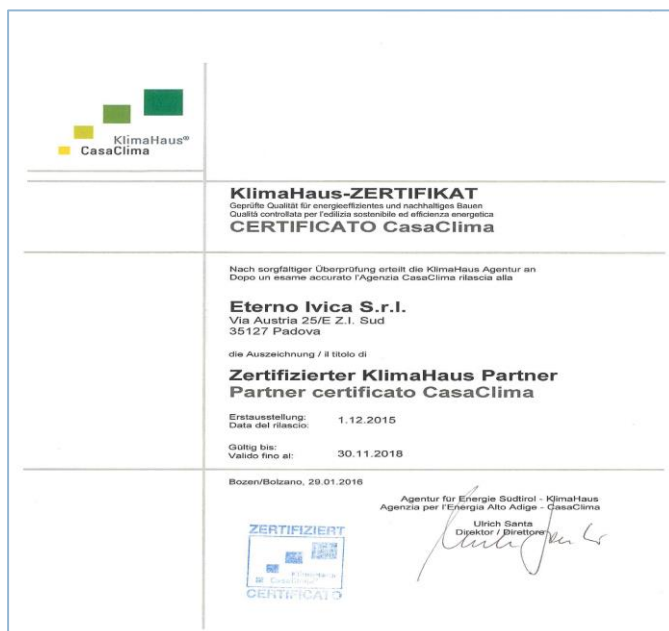 KlimaHaus®
CasaClima
KlimaHaus-ZERTIFIKAT
Geprüfte Qualität für energieeffizientes und nachhaltiges Bauen
Qualità controllata per l'edilizia sostenibile ed efficienza energetica
CERTIFICATO CasaClima
Nach sorgfältiger Überprüfung erteilt die KlimaHaus Agentur an
Dopo un esame accurato l'Agenzia CasaClima rilascia alla
Eterno Ivica S.r.l.
Via Austria 25/E Z.I. Sud
35127 Padova
die Auszeichnung / il titolo di
Zertifizierter KlimaHaus Partner
Partner certificato CasaClima
Erstausstellung:
Data del rilascio: 1.12.2015
Gültig bis:
Valido fino al: 30.11.2018
Bozen/Bolzano, 29.01.2016
Agentur für Energie Südtirol - KlimaHaus
Agenzia per l'Energia Alto Adige - CasaClima
Ulrich Santa
Direktor / Direttore
ZERTIFIZIERT
KlimaHaus
CasaClima
CERTIFICATO